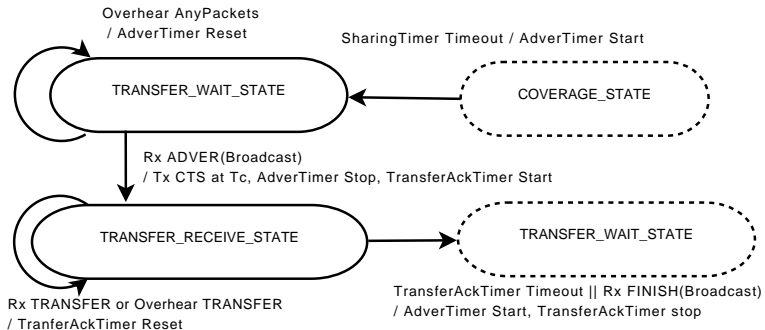 Overhear AnyPackets
/ AdverTimer Reset
SharingTimer Timeout / AdverTimer Start
TRANSFER_WAIT_STATE
COVERAGE_STATE
Rx ADVER(Broadcast)
/ Tx CTS at Tc, AdverTimer Stop, TransferAckTimer Start
TRANSFER_RECEIVE_STATE
TRANSFER_WAIT_STATE
Rx TRANSFER or Overhear TRANSFER
/ TranferAckTimer Reset
TransferAckTimer Timeout || Rx FINISH(Broadcast)
/ AdverTimer Start, TransferAckTimer stop